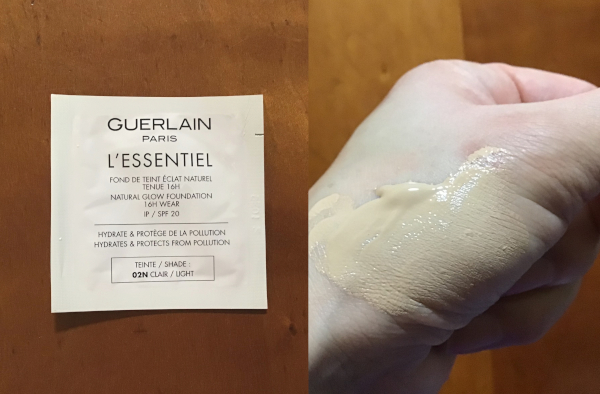 GUERLAIN
PARIS
L'ESSENTIEL
FOND DE TEINT ÉCLAT NATUREL
TENUE 16H
NATURAL GLOW FOUNDATION
16H WEAR
IP / SPF 20
HYDRATE & PROTÈGE DE LA POLLUTION
HYDRATES & PROTECTS FROM POLLUTION
TEINTE / SHADE :
02N CLAIR / LIGHT